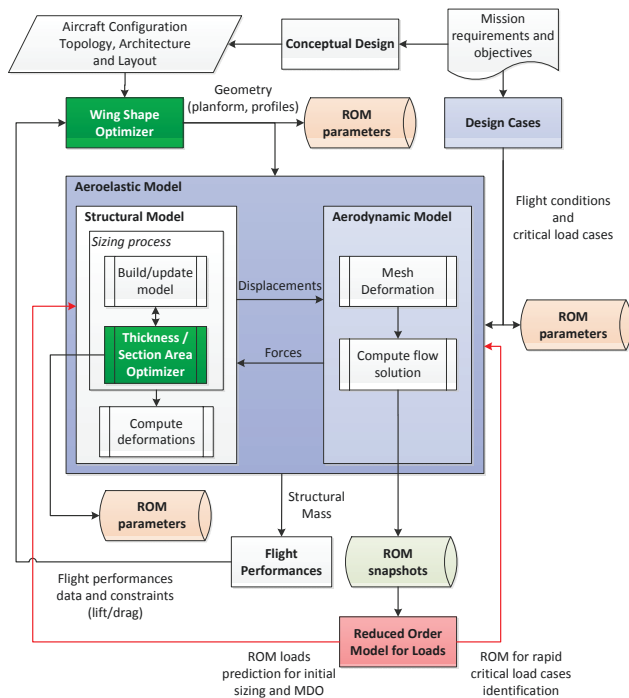 Aircraft Configuration
Topology, Architecture
and Layout
Conceptual Design
Mission
requirements and
objectives
Geometry
(planform, profiles)
Wing Shape
Optimizer
ROM
parameters
Design Cases
Aeroelastic Model
Structural Model
Aerodynamic Model
Flight conditions
and
critical load cases
Sizing process
Build/update
model
Displacements
Mesh
Deformation
Thickness /
Section Area
Optimizer
Forces
Compute flow
solution
ROM
parameters
Compute
deformations
ROM
parameters
Structural
Mass
Flight
Performances
ROM
snapshots
Flight performances
data and constraints
(lift/drag)
Reduced Order
Model for Loads
ROM loads
prediction for initial
sizing and MDO
ROM for rapid
critical load cases
identification